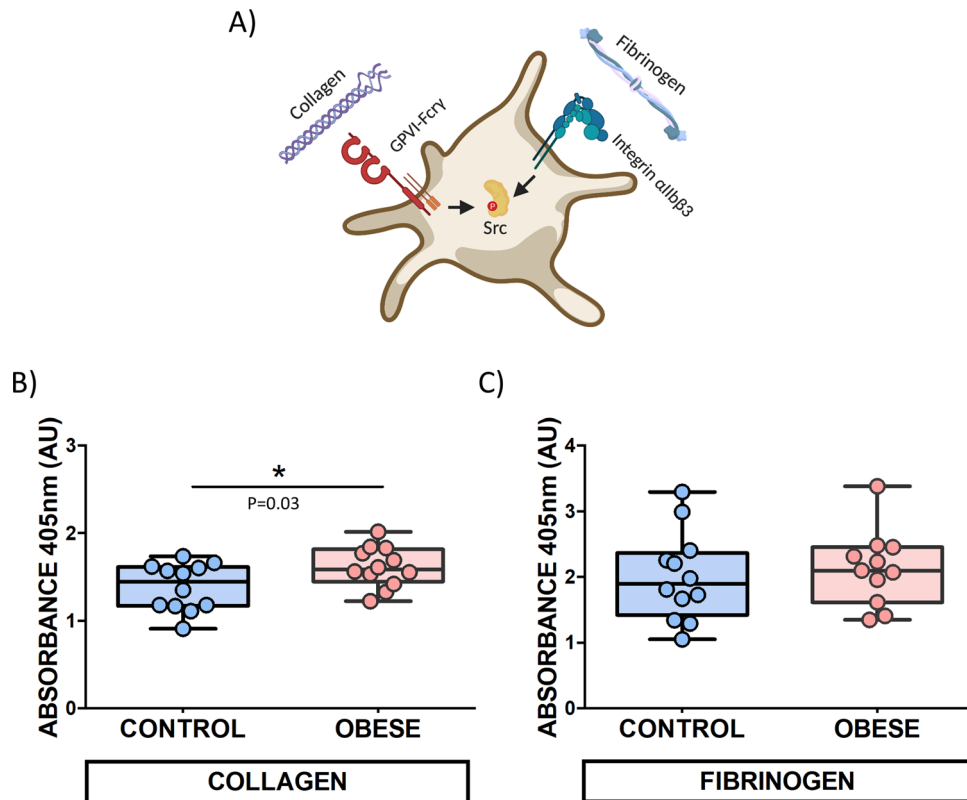 A)
Collagen
GPVI-Fcrγ
Fibrinogen
Integrin αIIbβ3
P
Src
B)
ABSORBANCE 405nm (AU)
3
2
1
0
*
P=0.03
CONTROL
OBESE
COLLAGEN
C)
ABSORBANCE 405nm (AU)
4
3
2
1
0
CONTROL
OBESE
FIBRINOGEN